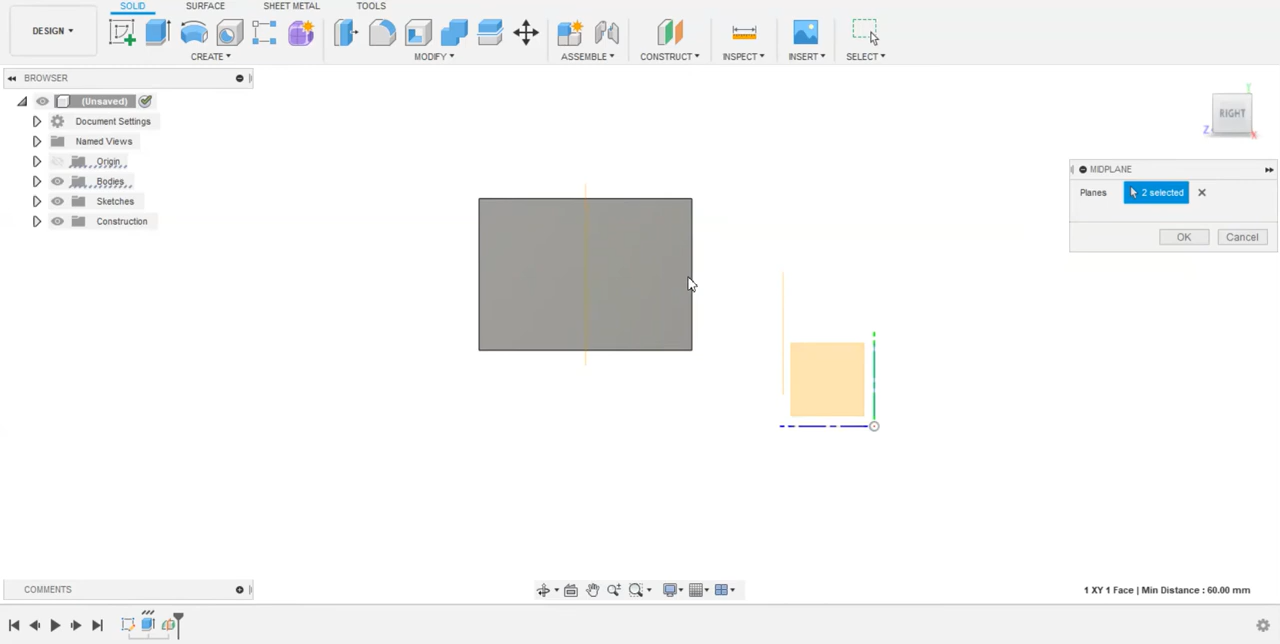 SOLID SURFACE SHEET METAL TOOLS
DESIGN ▾
CREATE ▾ MODIFY ▾ ASSEMBLE ▾ CONSTRUCT ▾ INSPECT ▾ INSERT ▾ SELECT ▾
BROWSER
(Unsaved)
Document Settings
Named Views
Origin
Bodies
Sketches
Construction
Y
RIGHT
Z
X
MIDPLANE
Planes 2 selected
OK Cancel
COMMENTS
1 XY 1 Face | Min Distance : 60.00 mm